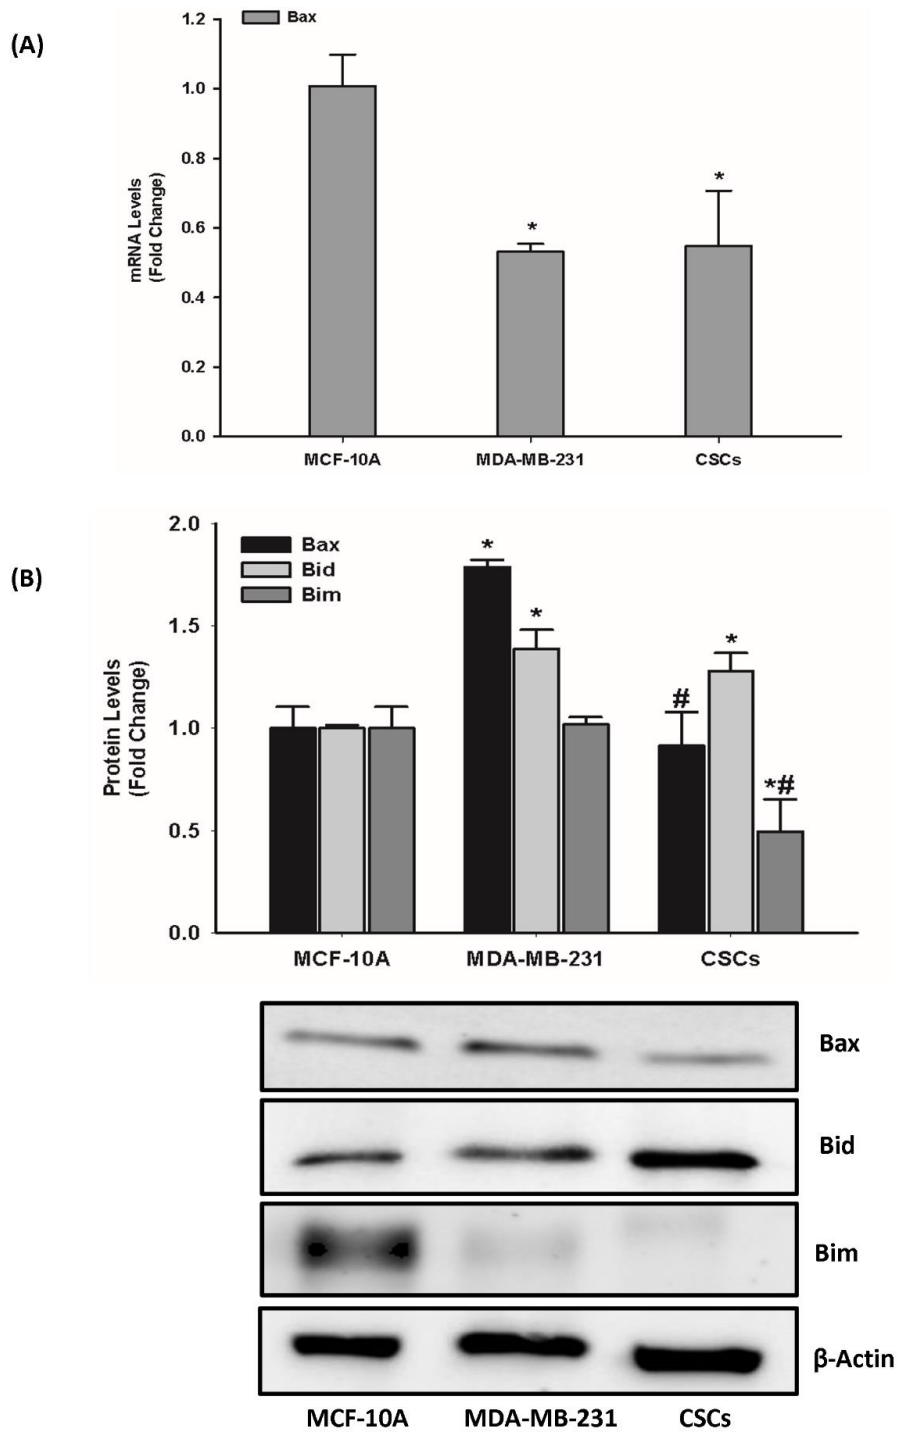 (A)
Bax
mRNA Levels
(Fold Change)
1.2
1.0
0.8
0.6
0.4
0.2
0.0
*
*
MCF-10A MDA-MB-231 CSCs
(B)
Bax
Bid
Bim
Protein Levels
(Fold Change)
2.0
1.5
1.0
0.5
0.0
*
*
#
*
*#
MCF-10A MDA-MB-231 CSCs
Bax
Bid
Bim
β-Actin
MCF-10A MDA-MB-231 CSCs